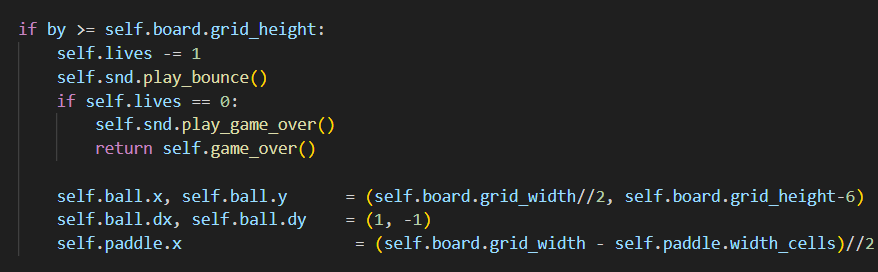 if by >= self.board.grid_height:
    self.lives -= 1
    self.snd.play_bounce()
    if self.lives == 0:
        self.snd.play_game_over()
        return self.game_over()

    self.ball.x, self.ball.y     = (self.board.grid_width//2, self.board.grid_height-6)
    self.ball.dx, self.ball.dy   = (1, -1)
    self.paddle.x                 = (self.board.grid_width - self.paddle.width_cells)//2